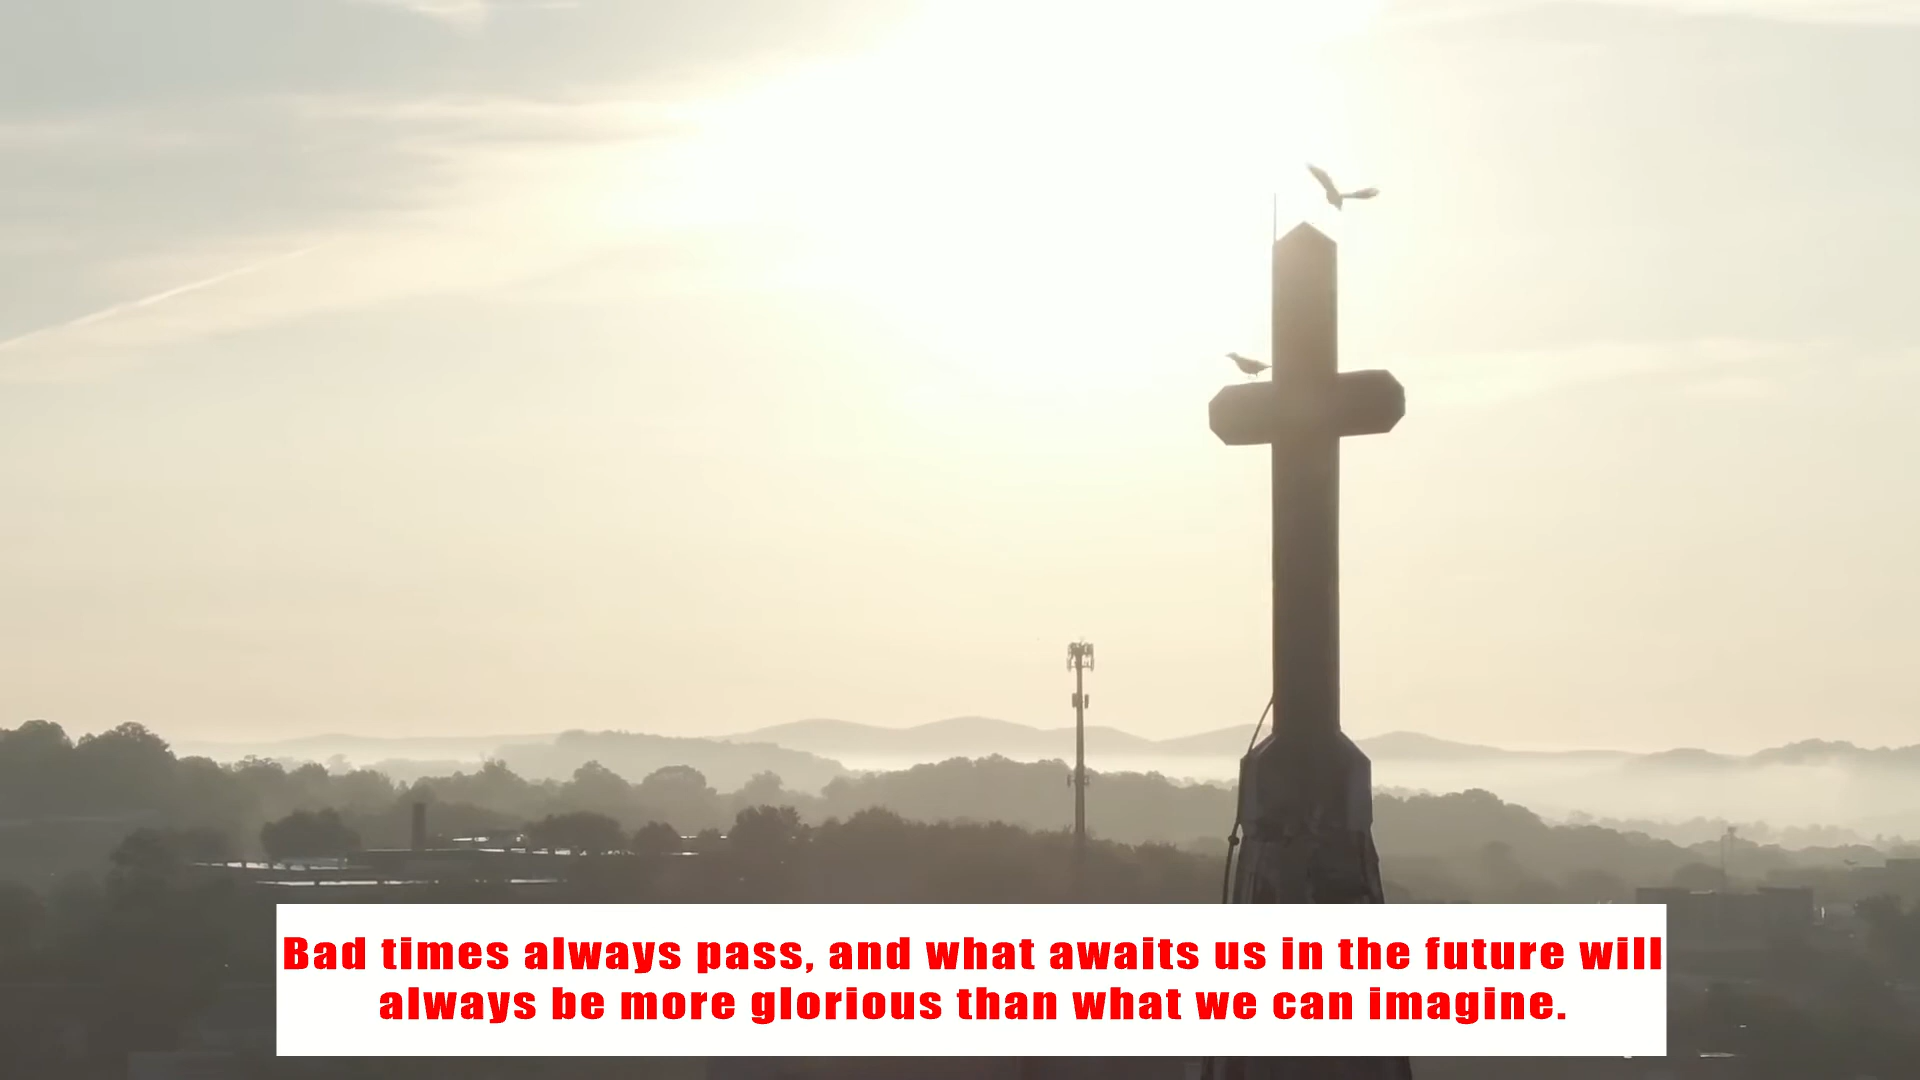 Bad times always pass, and what awaits us in the future will
always be more glorious than what we can imagine.